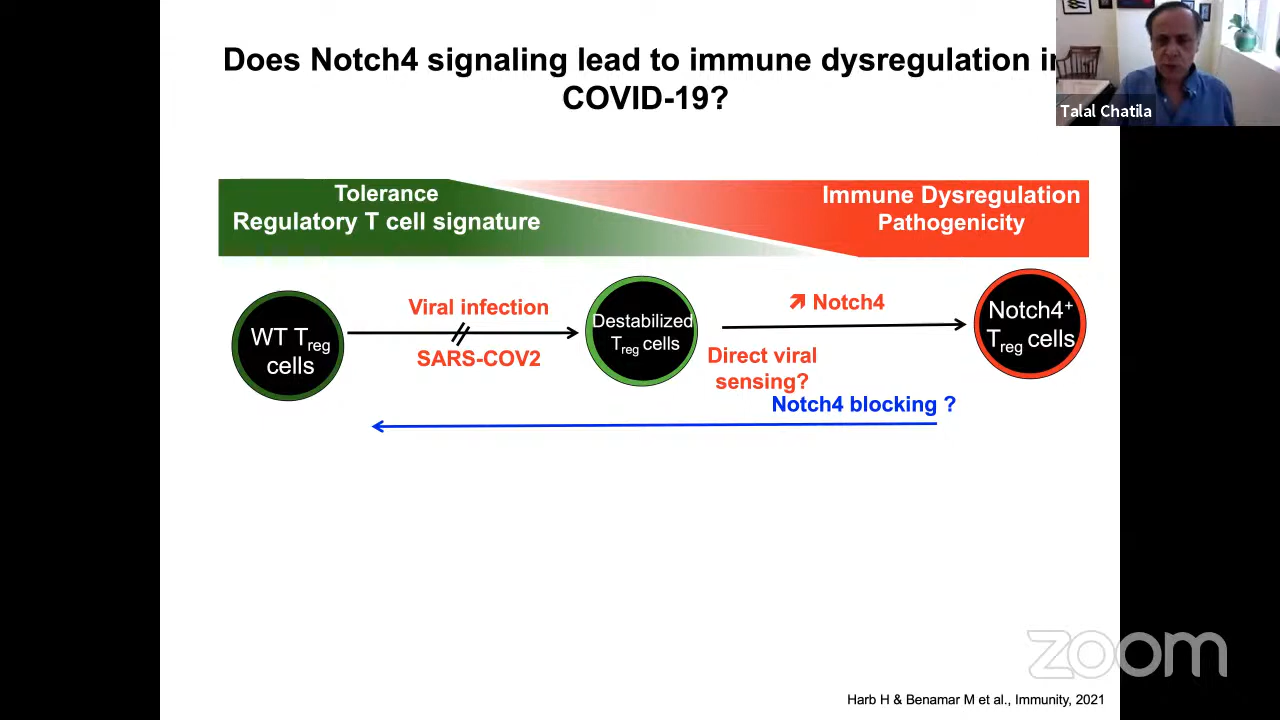 Does Notch4 signaling lead to immune dysregulation in
COVID-19?
Talal Chatila
Tolerance
Regulatory T cell signature
Immune Dysregulation
Pathogenicity
WT Treg
cells
Viral infection
SARS-COV2
Destabilized
Treg cells
↗ Notch4
Direct viral
sensing?
Notch4+
Treg cells
Notch4 blocking ?
zoom
Harb H & Benamar M et al., Immunity, 2021